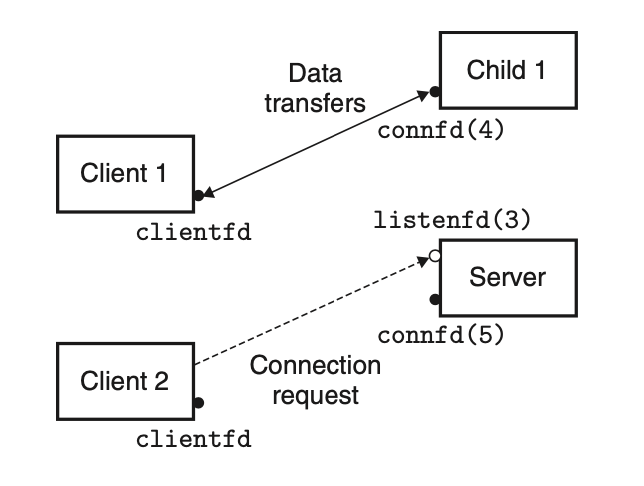 Child 1
Data
transfers
connfd(4)
Client 1
clientfd
listenfd(3)
Server
connfd(5)
Connection
request
Client 2
clientfd